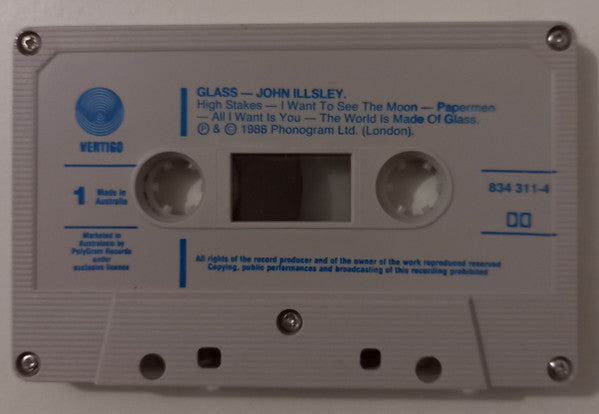 GLASS — JOHN ILLSLEY.
High Stakes — I Want To See The Moon — Papermen
— All I Want Is You — The World Is Made Of Glass.
Ⓟ & © 1988 Phonogram Ltd. (London).
VERTIGO
1
Made in
Australia
834 311-4
Marketed in
Australasia by
PolyGram Records
under
exclusive licence
All rights of the record producer and of the owner of the work reproduced reserved
Copying, public performances and broadcasting of this recording prohibited